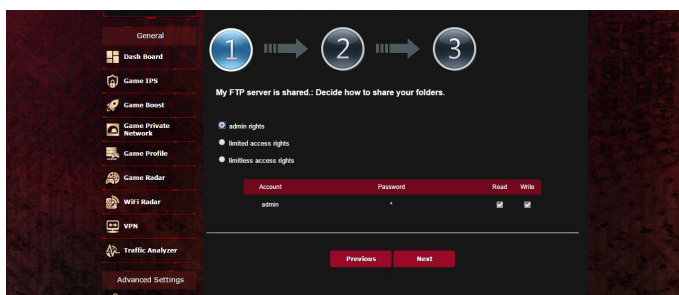 General
Dash Board
Game IPS
Game Boost
Game Private
Network
Game Profile
Game Radar
WiFi Radar
VPN
Traffic Analyzer
Advanced Settings
1
2
3
My FTP server is shared.: Decide how to share your folders.
admin rights
limited access rights
limitless access rights
Account Password Read Write
admin *
Previous Next